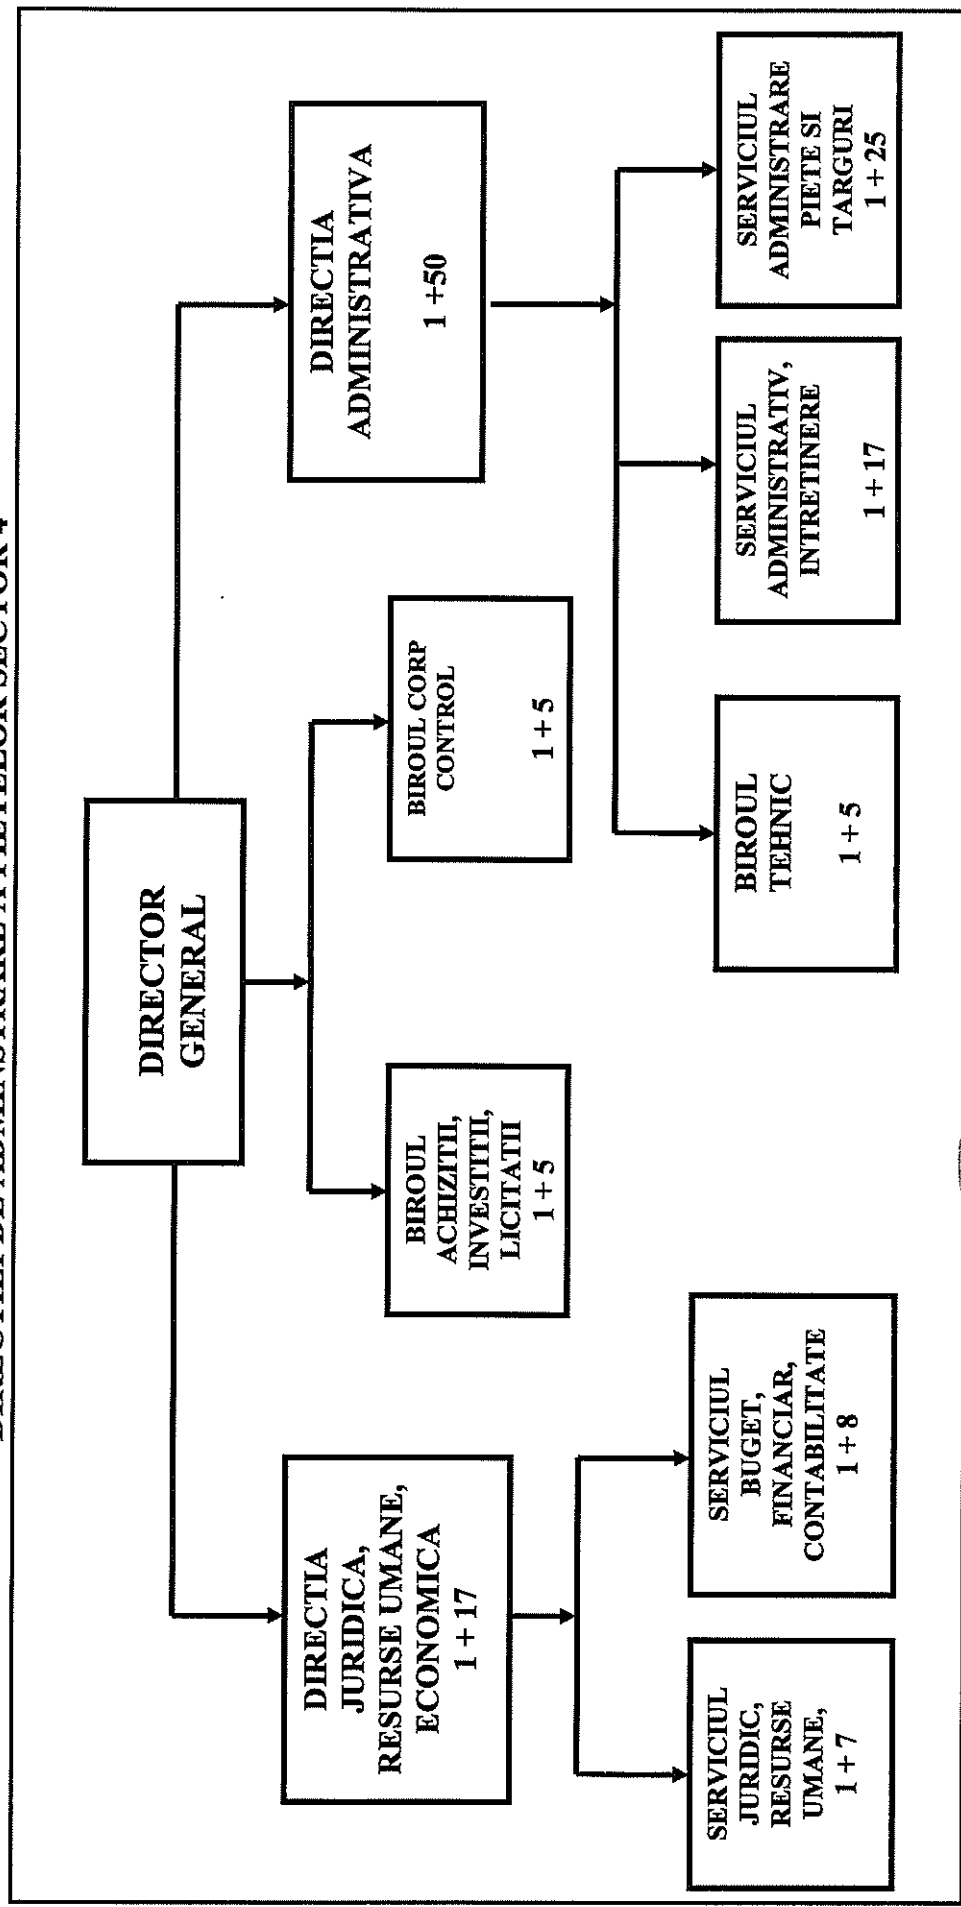 DIRECTOR
GENERAL
DIRECTIA
JURIDICA,
RESURSE UMANE,
ECONOMICA
1 + 17
BIROUL
ACHIZITII,
INVESTITII,
LICITATII
1 + 5
BIROUL CORP
CONTROL
1 + 5
DIRECTIA
ADMINISTRATIVA
1 +50
SERVICIUL
JURIDIC,
RESURSE
UMANE,
1 + 7
SERVICIUL
BUGET,
FINANCIAR,
CONTABILITATE
1 + 8
BIROUL
TEHNIC
1 + 5
SERVICIUL
ADMINISTRATIV,
INTRETINERE
1 + 17
SERVICIUL
ADMINISTRARE
PIETE SI
TARGURI
1 + 25